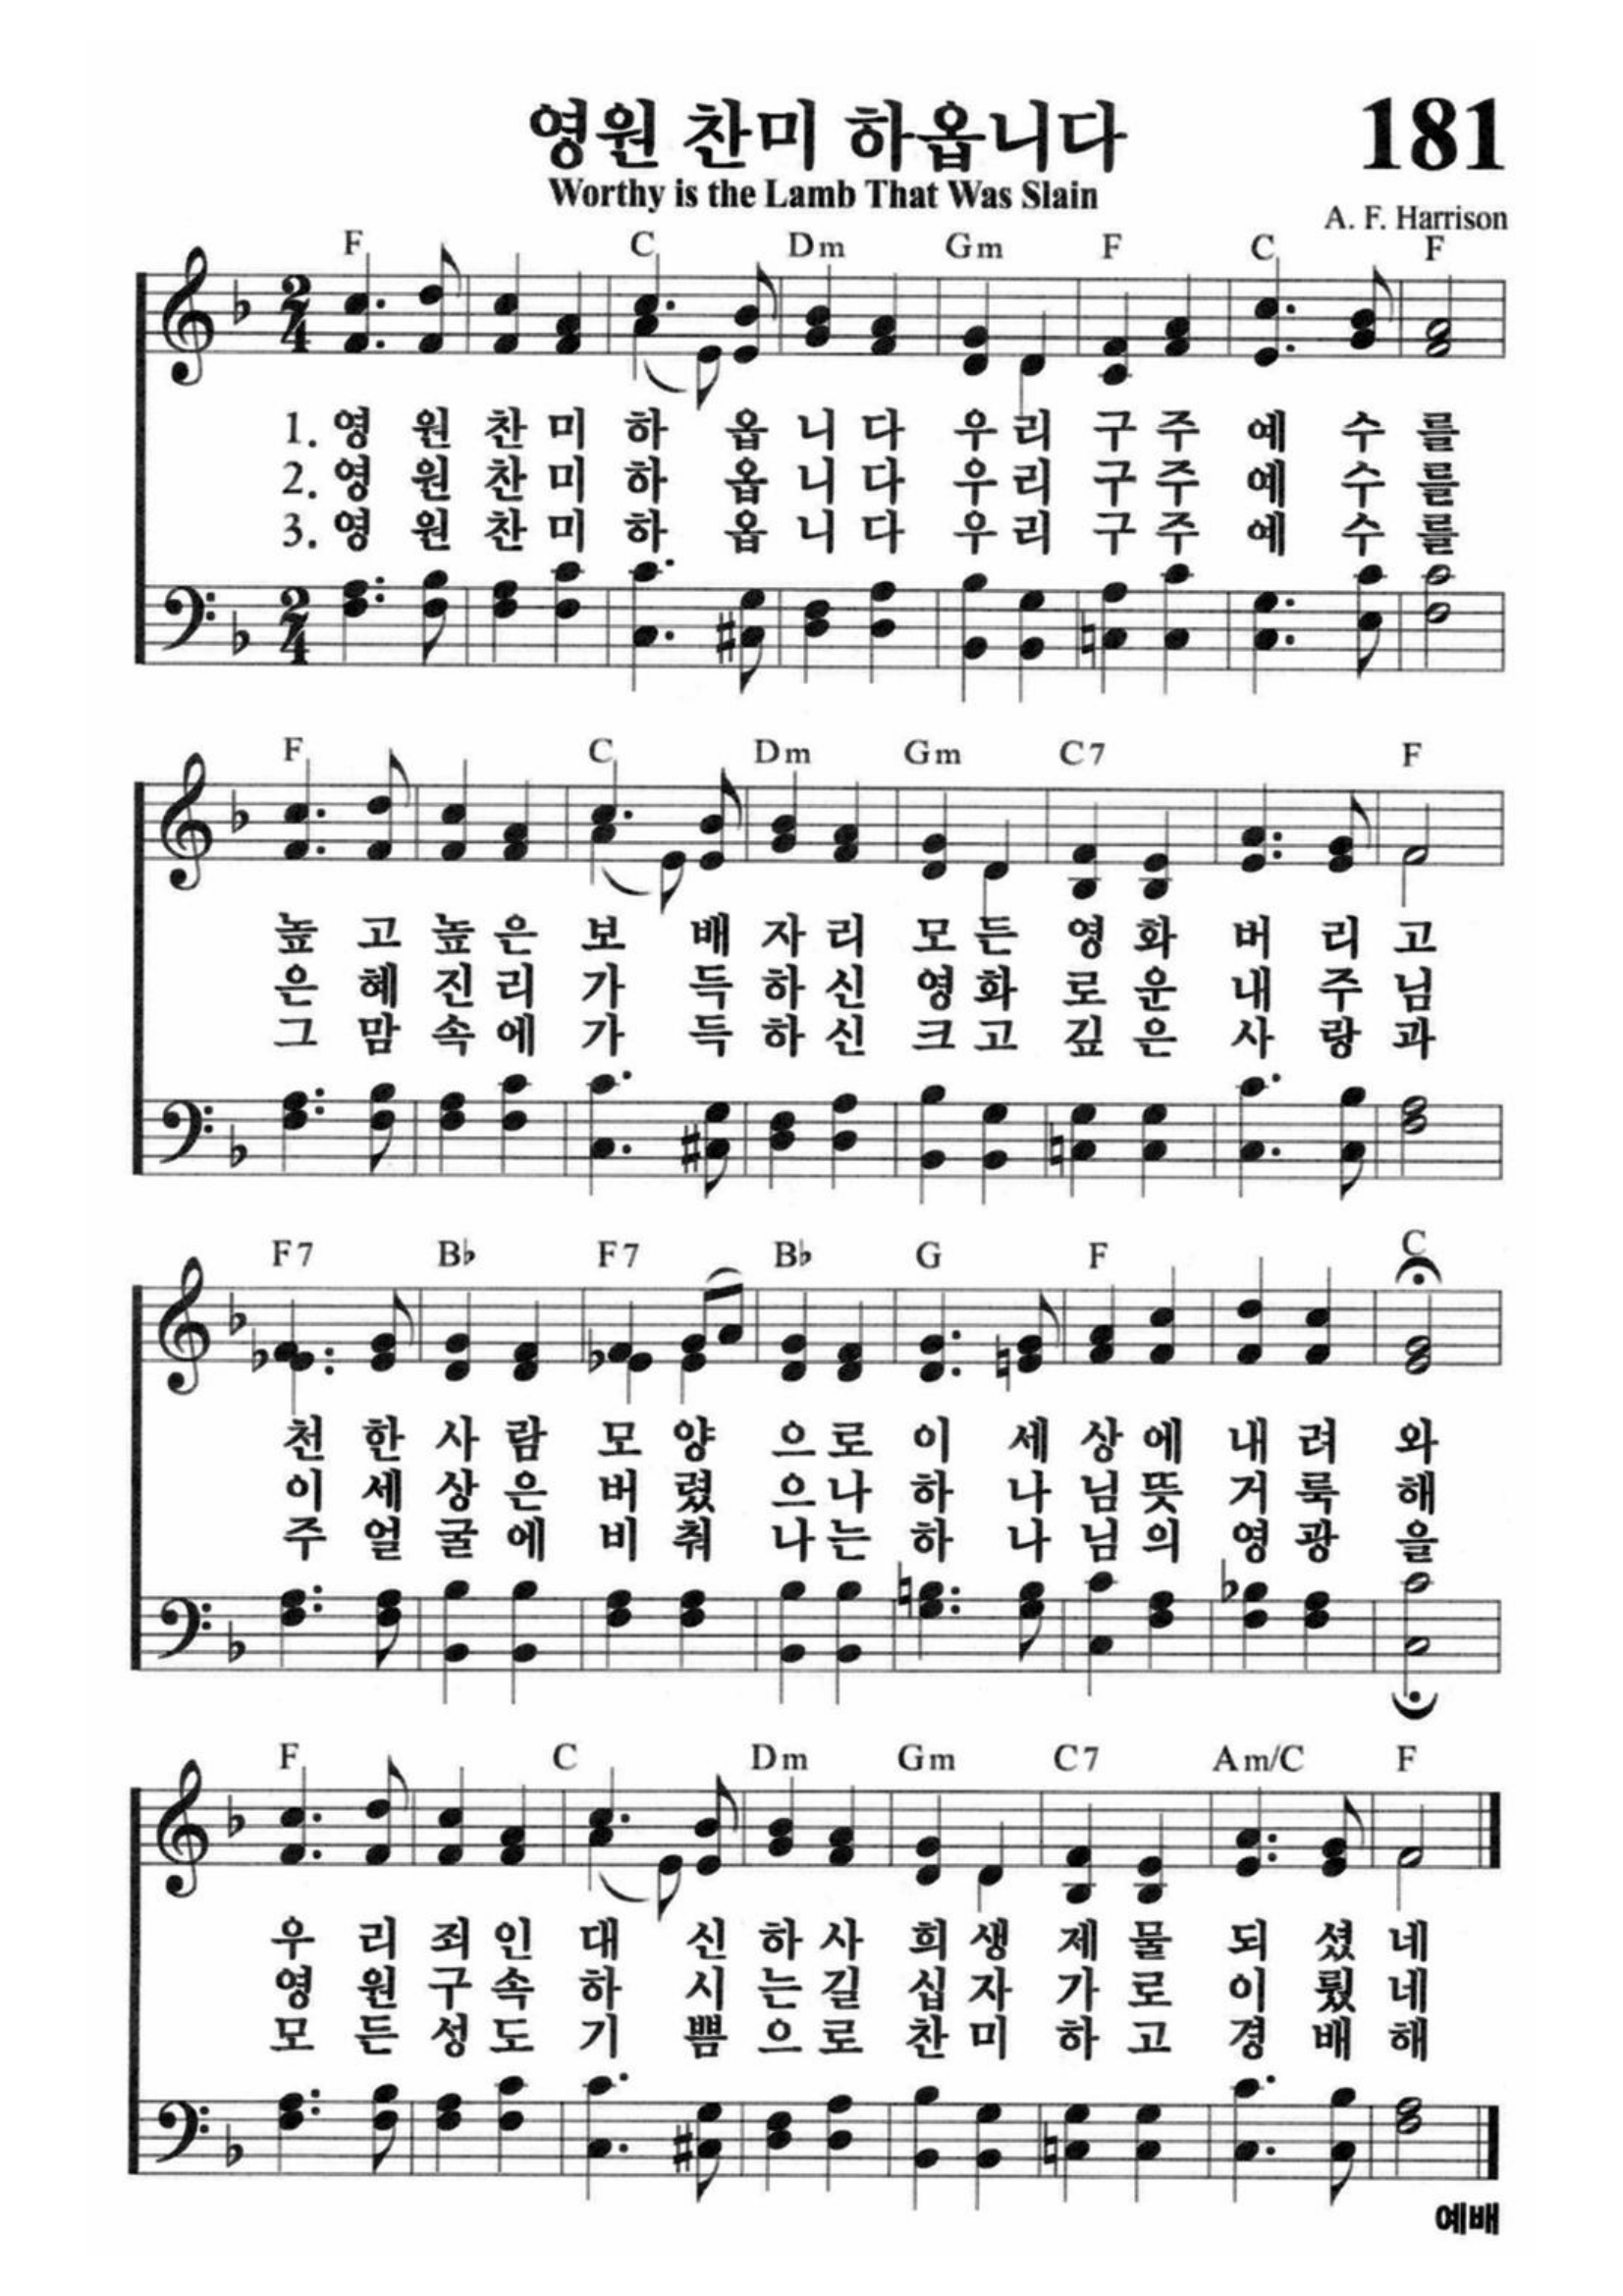 영원 찬미 하옵니다
181
Worthy is the Lamb That Was Slain
A. F. Harrison
F C Dm Gm F C F
1. 영 원 찬 미 하 옵 니 다 우 리 구 주 예 수 를
2. 영 원 찬 미 하 옵 니 다 우 리 구 주 예 수 를
3. 영 원 찬 미 하 옵 니 다 우 리 구 주 예 수 를
F C Dm Gm C7 F
높 고 높 은 보 배 자 리 모 든 영 화 버 리 고
은 혜 진 리 가 득 하 신 영 화 로 운 내 주 님
그 맘 속 에 가 득 하 신 크 고 깊 은 사 랑 과
F7 B♭ F7 B♭ G F C
천 한 사 람 모 양 으 로 이 세 상 에 내 려 와
이 세 상 은 버 렸 으 나 하 나 님 뜻 거 룩 해
주 얼 굴 에 비 춰 나 는 하 나 님 의 영 광 을
F C Dm Gm C7 Am/C F
우 리 죄 인 대 신 하 사 희 생 제 물 되 셨 네
영 원 구 속 하 시 는 길 십 자 가 로 이 뤘 네
모 든 성 도 기 쁨 으 로 찬 미 하 고 경 배 해
예배